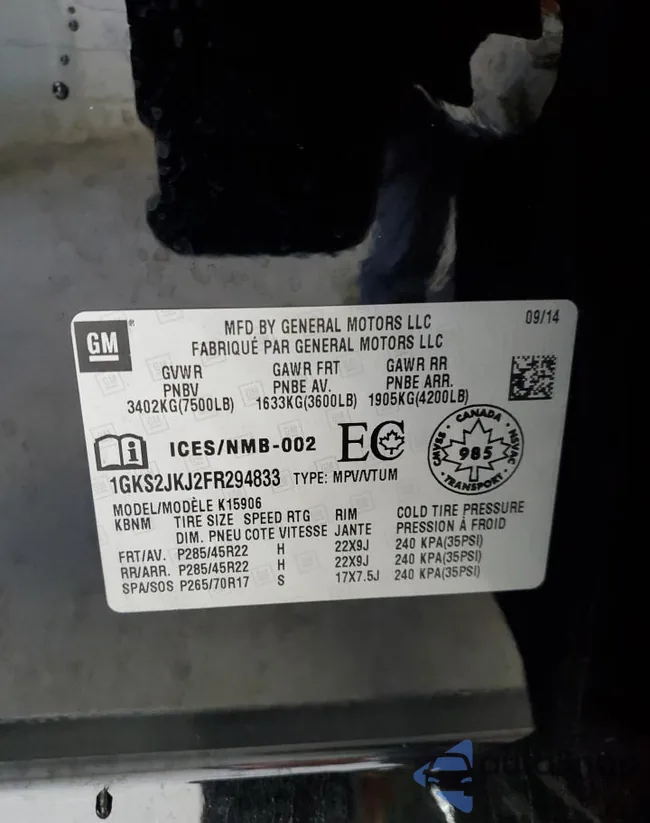 GM
MFD BY GENERAL MOTORS LLC
09/14
FABRIQUÉ PAR GENERAL MOTORS LLC
GVWR GAWR FRT GAWR RR
PNBV PNBE AV. PNBE ARR.
3402KG(7500LB) 1633KG(3600LB) 1905KG(4200LB)
ICES/NMB-002 EC
CANADA NSVAC TRANSPORT CMVSS
985
1GKS2JKJ2FR294833 TYPE: MPV/VTUM
MODEL/MODÈLE K15906
KBNM TIRE SIZE SPEED RTG RIM COLD TIRE PRESSURE
DIM. PNEU COTE VITESSE JANTE PRESSION À FROID
FRT/AV. P285/45R22 H 22X9J 240 KPA(35PSI)
RR/ARR. P285/45R22 H 22X9J 240 KPA(35PSI)
SPA/SOS P265/70R17 S 17X7.5J 240 KPA(35PSI)